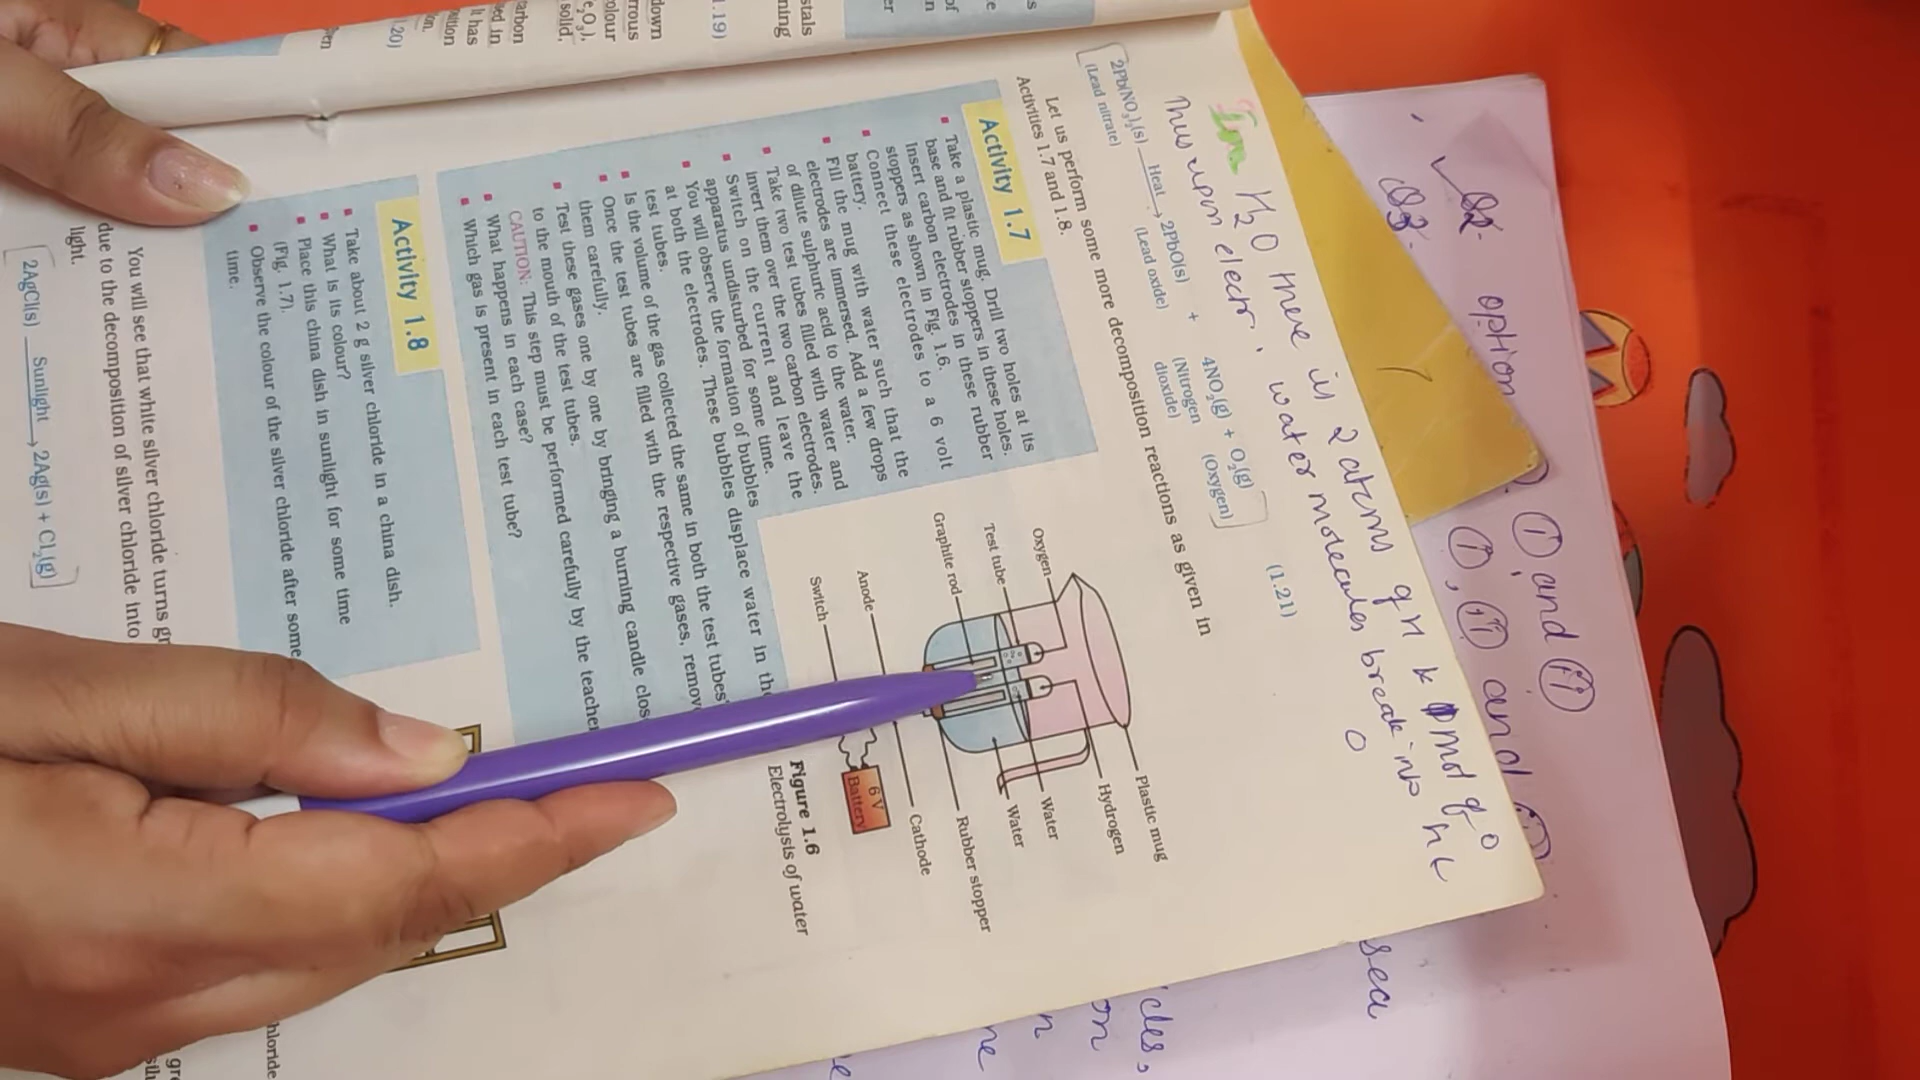 In H2O there is 2 atoms of H & 1 mol of O
Thus upon electr., water molecules break into H &
O
2Pb(NO3)2(s) Heat → 2PbO(s) + 4NO2(g) + O2(g) (1.21)
(Lead nitrate) (Lead oxide) (Nitrogen dioxide) (Oxygen)
Let us perform some more decomposition reactions as given in
Activities 1.7 and 1.8.
Activity 1.7
Take a plastic mug. Drill two holes at its
base and fit rubber stoppers in these holes.
Insert carbon electrodes in these rubber
stoppers as shown in Fig. 1.6.
Connect these electrodes to a 6 volt
battery.
Fill the mug with water such that the
electrodes are immersed. Add a few drops
of dilute sulphuric acid to the water.
Take two test tubes filled with water and
invert them over the two carbon electrodes.
Switch on the current and leave the
apparatus undisturbed for some time.
You will observe the formation of bubbles
at both the electrodes. These bubbles displace water in the
test tubes.
Is the volume of the gas collected the same in both the test tubes
Once the test tubes are filled with the respective gases, remov
them carefully.
Test these gases one by one by bringing a burning candle clos
to the mouth of the test tubes.
CAUTION: This step must be performed carefully by the teacher
What happens in each case?
Which gas is present in each test tube?
Oxygen
Test tube
Graphite rod
Anode
Switch
Plastic mug
Hydrogen
Water
Water
Rubber stopper
Cathode
6 V
Battery
Figure 1.6
Electrolysis of water
Activity 1.8
Take about 2 g silver chloride in a china dish.
What is its colour?
Place this china dish in sunlight for some time
(Fig. 1.7).
Observe the colour of the silver chloride after some
time.
You will see that white silver chloride turns gr
due to the decomposition of silver chloride into
light.
2AgCl(s) Sunlight → 2Ag(s) + Cl2(g)
Q2. option (i) and (ii)
Q3. (i), (ii) and